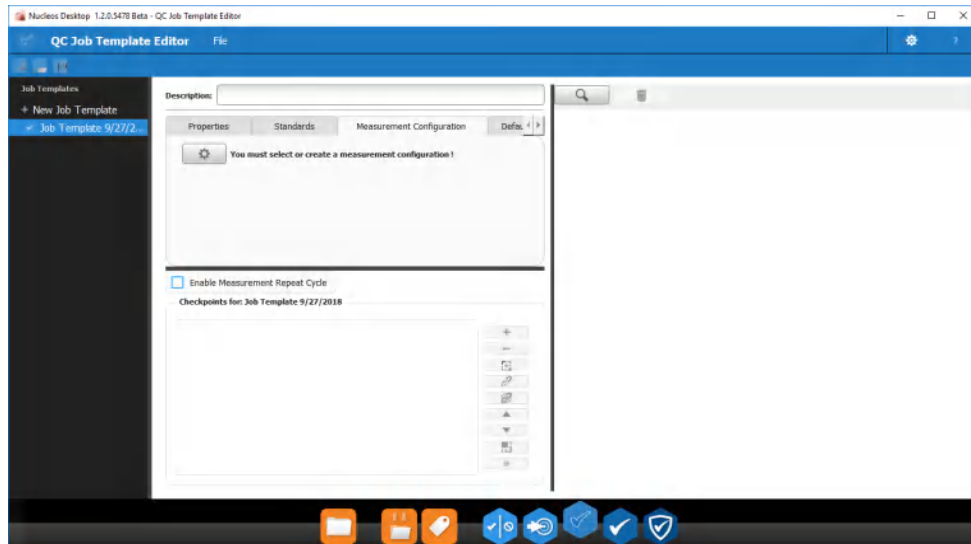 Nucleos Desktop 1.2.0.5478 Beta - QC Job Template Editor
QC Job Template Editor File ?
Job Templates
+ New Job Template
Job Template 9/27/2...
Description:
Properties Standards Measurement Configuration Defau
You must select or create a measurement configuration !
Enable Measurement Repeat Cycle
Checkpoints for: Job Template 9/27/2018